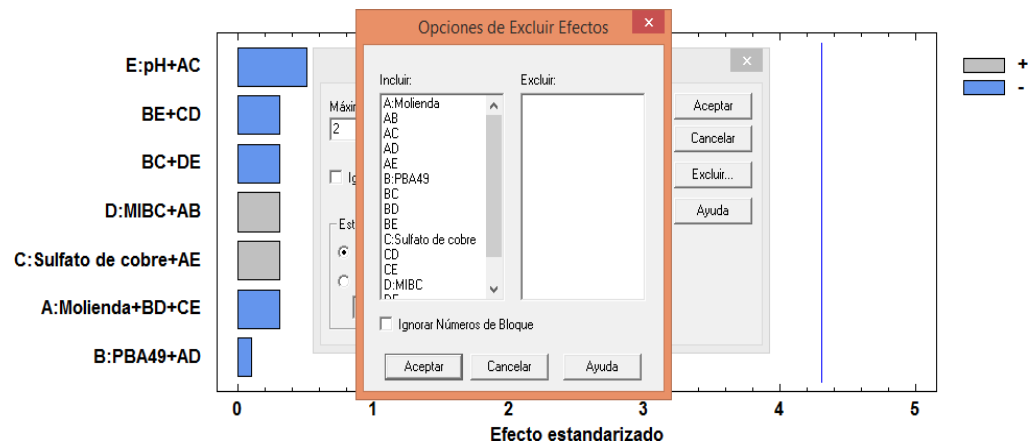 Opciones de Excluir Efectos
x
Incluir:
Excluir:
A:Molienda
AB
AC
AD
AE
B:PBA49
BC
BD
BE
C:Sulfato de cobre
CD
CE
D:MIBC
DE
Ignorar Números de Bloque
Aceptar
Cancelar
Ayuda
x
2
Aceptar
Cancelar
Excluir...
Ayuda
E:pH+AC
BE+CD
BC+DE
D:MIBC+AB
C:Sulfato de cobre+AE
A:Molienda+BD+CE
B:PBA49+AD
+
-
0
1
2
3
4
5
Efecto estandarizado